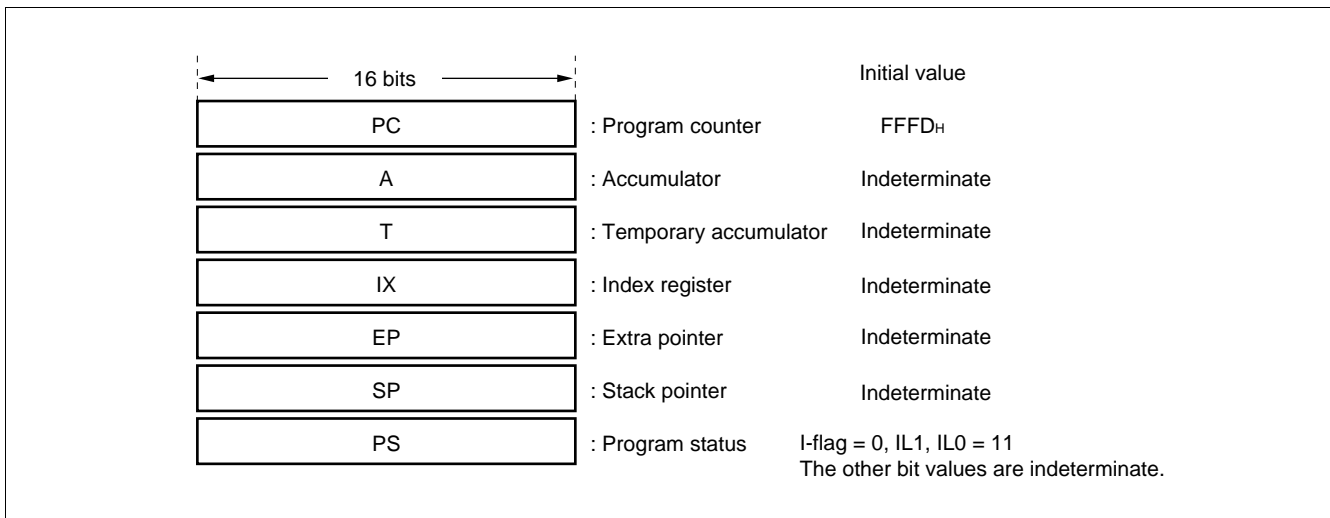 16 bits Initial value
PC : Program counter FFFDH
A : Accumulator Indeterminate
T : Temporary accumulator Indeterminate
IX : Index register Indeterminate
EP : Extra pointer Indeterminate
SP : Stack pointer Indeterminate
PS : Program status I-flag = 0, IL1, IL0 = 11
The other bit values are indeterminate.